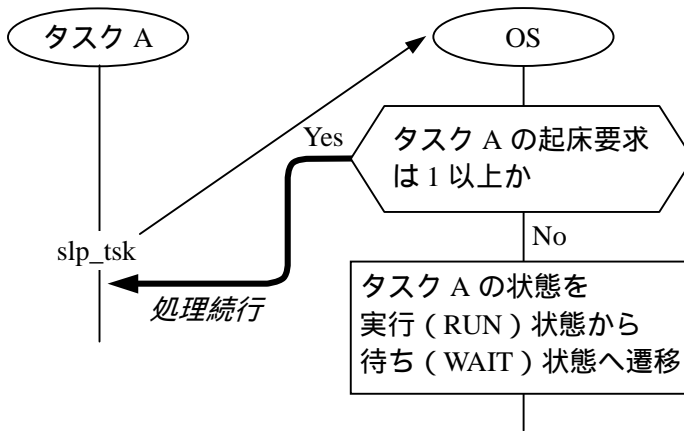 タスク A
OS
Yes
タスク A の起床要求
は 1 以上か
slp_tsk
No
処理続行
タスク A の状態を
実行（RUN）状態から
待ち（WAIT）状態へ遷移